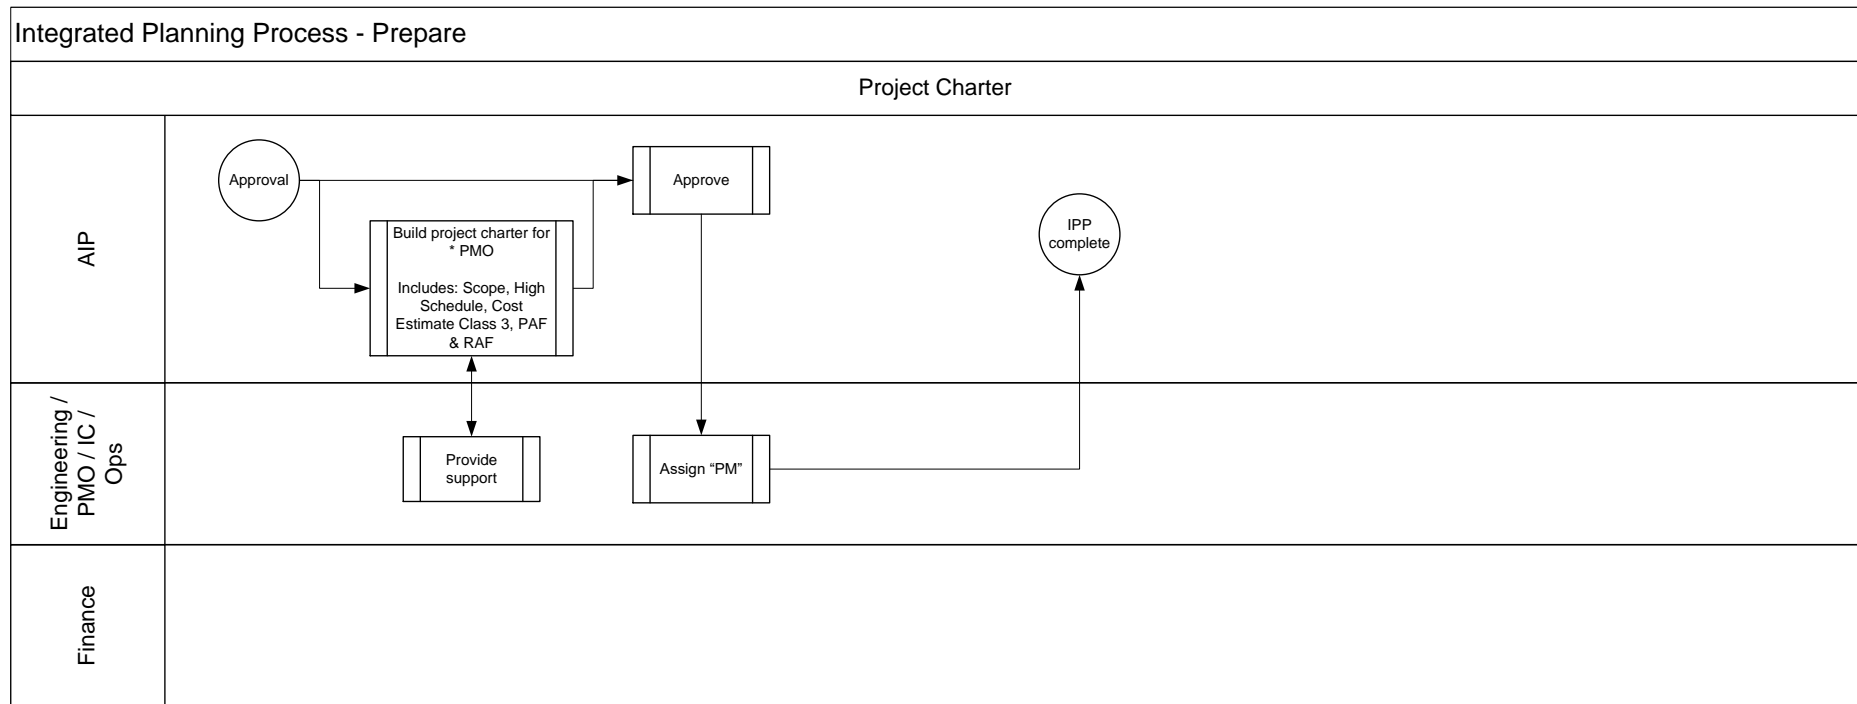 Integrated Planning Process - Prepare
Project Charter
AIP
Approval
Build project charter for
* PMO
Includes: Scope, High
Schedule, Cost
Estimate Class 3, PAF
& RAF
Approve
IPP
complete
Engineering /
PMO / IC /
Ops
Provide
support
Assign “PM”
Finance